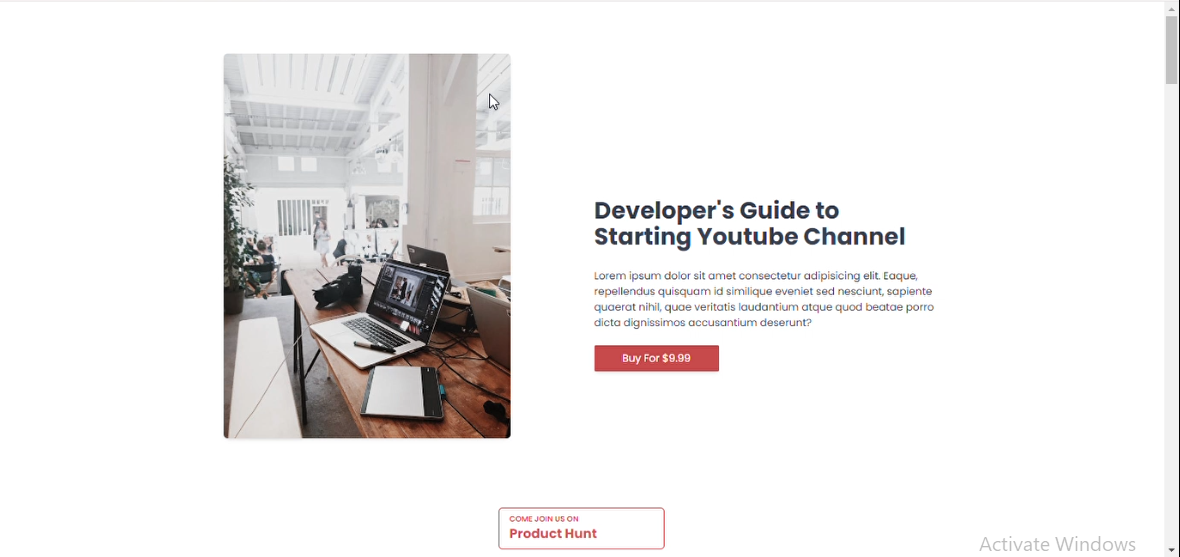 Developer's Guide to
Starting Youtube Channel
Lorem ipsum dolor sit amet consectetur adipisicing elit. Eaque,
repellendus quisquam id similique eveniet sed nesciunt, sapiente
quaerat nihil, quae veritatis laudantium atque quod beatae porro
dicta dignissimos accusantium deserunt?
Buy For $9.99
COME JOIN US ON
Product Hunt
Activate Windows